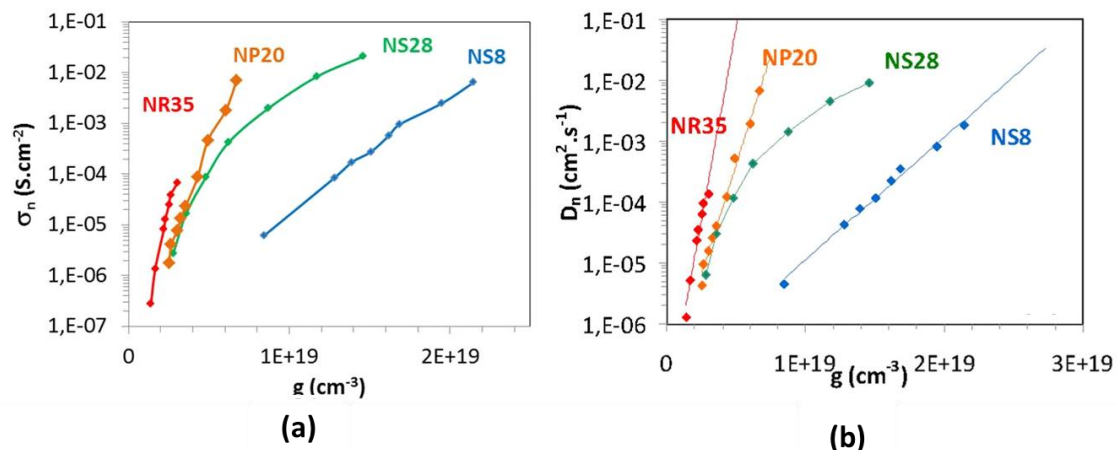 1,E-01
1,E-02
1,E-03
1,E-04
1,E-05
1,E-06
1,E-07
σn (S.cm-2)
NR35
NP20
NS28
NS8
0
1E+19
2E+19
g (cm-3)
(a)
1,E-01
1,E-02
1,E-03
1,E-04
1,E-05
1,E-06
Dn (cm2.s-1)
NR35
NP20
NS28
NS8
0
1E+19
2E+19
3E+19
g (cm-3)
(b)